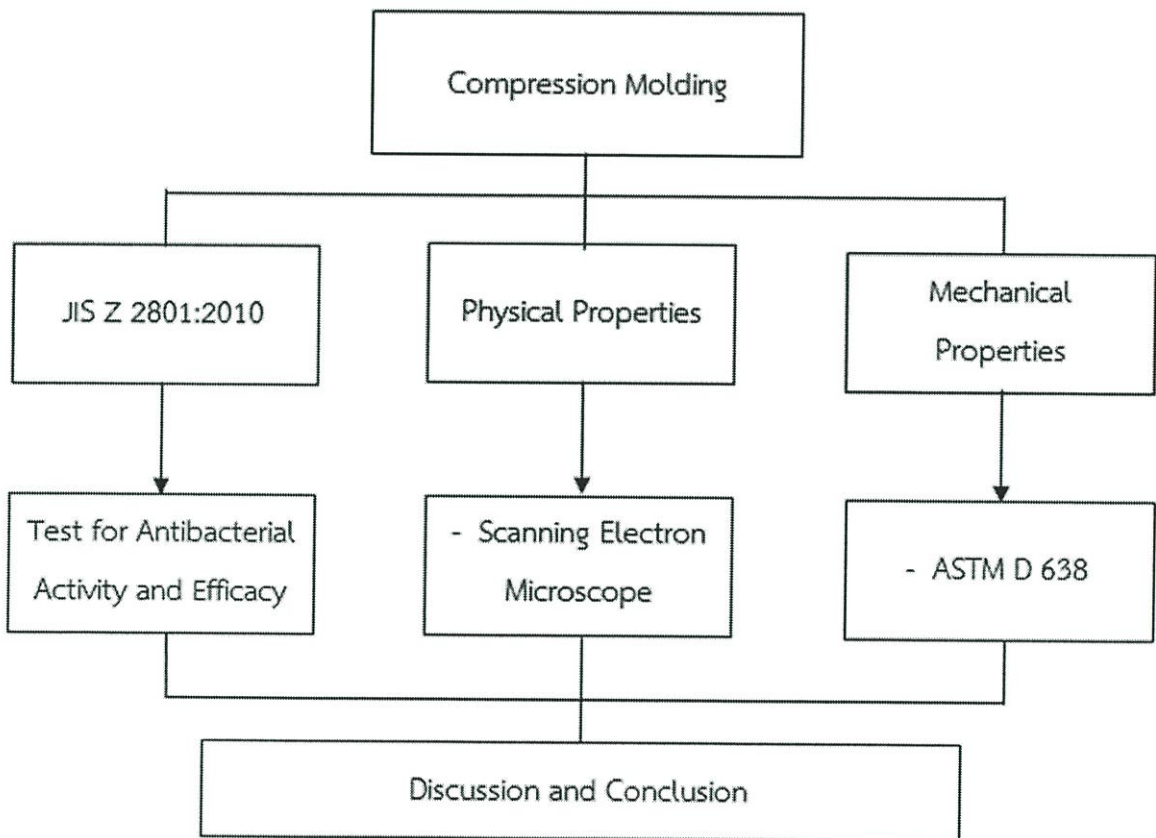 Compression Molding
JIS Z 2801:2010
Physical Properties
Mechanical
Properties
Test for Antibacterial
Activity and Efficacy
- Scanning Electron
Microscope
- ASTM D 638
Discussion and Conclusion